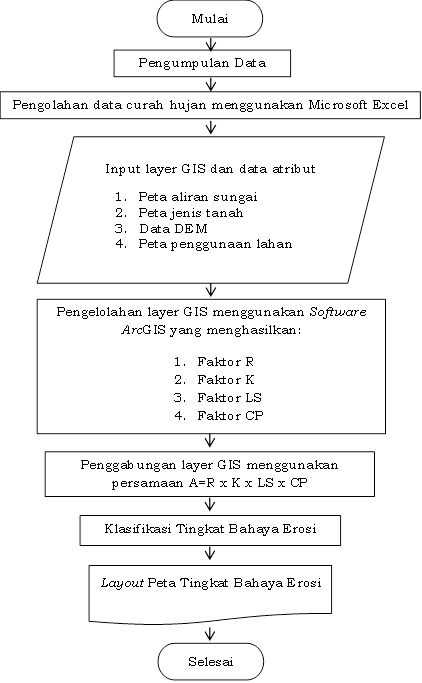 Mulai
Pengumpulan Data
Pengolahan data curah hujan menggunakan Microsoft Excel
Input layer GIS dan data atribut
1. Peta aliran sungai
2. Peta jenis tanah
3. Data DEM
4. Peta penggunaan lahan
Pengelolahan layer GIS menggunakan Software
ArcGIS yang menghasilkan:
1. Faktor R
2. Faktor K
3. Faktor LS
4. Faktor CP
Penggabungan layer GIS menggunakan
persamaan A=R x K x LS x CP
Klasifikasi Tingkat Bahaya Erosi
Layout Peta Tingkat Bahaya Erosi
Selesai